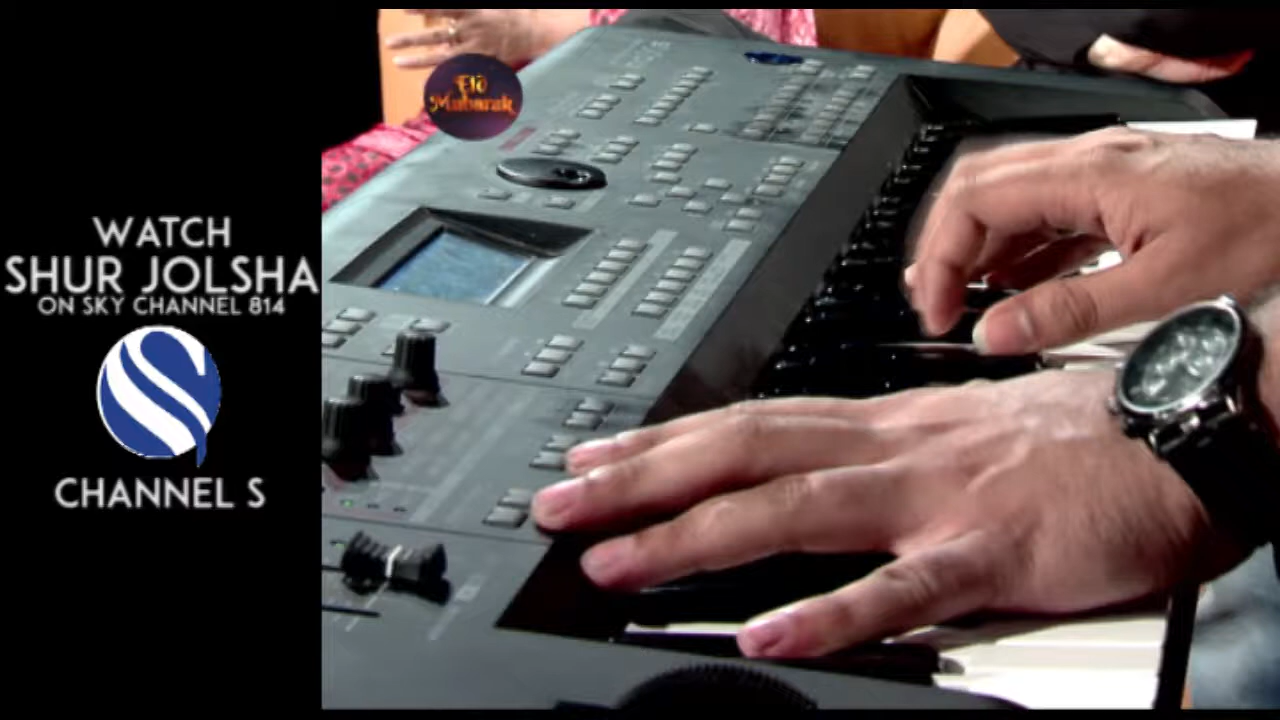 WATCH
SHUR JOLSHA
ON SKY CHANNEL 814
CHANNEL S
Eid
Mubarak